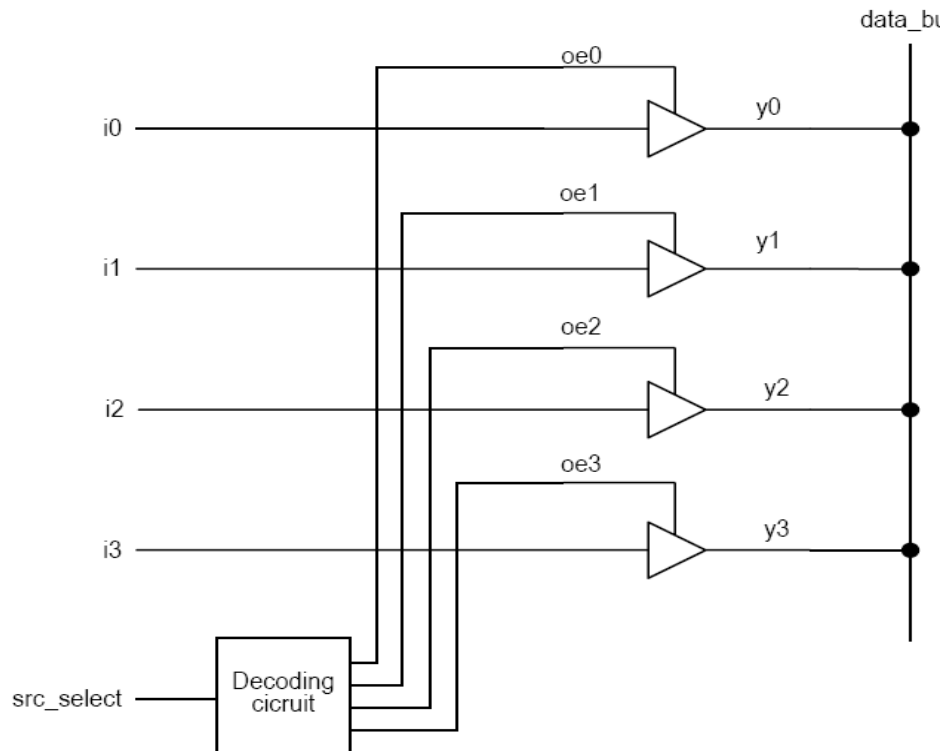 data_bu
oe0
i0
y0
oe1
i1
y1
oe2
i2
y2
oe3
i3
y3
src_select
Decoding
cicruit